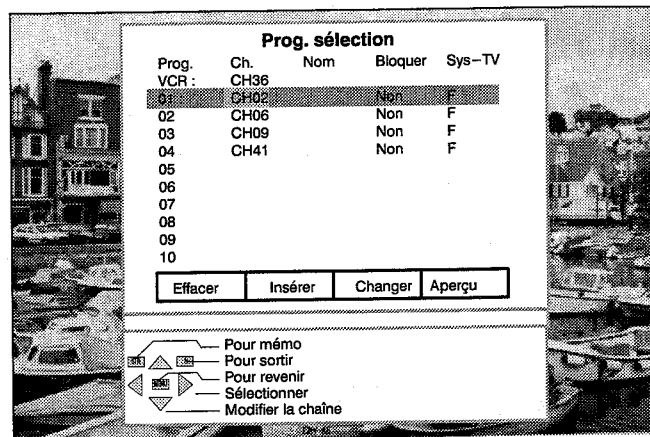 Prog. sélection
Prog. Ch. Nom Bloquer Sys-TV
VCR : CH36
01 CH02 Non F
02 CH06 Non F
03 CH09 Non F
04 CH41 Non F
05
06
07
08
09
10
Effacer Insérer Changer Aperçu
Pour mémo
Pour sortir
Pour revenir
MENU
Sélectionner
Modifier la chaîne